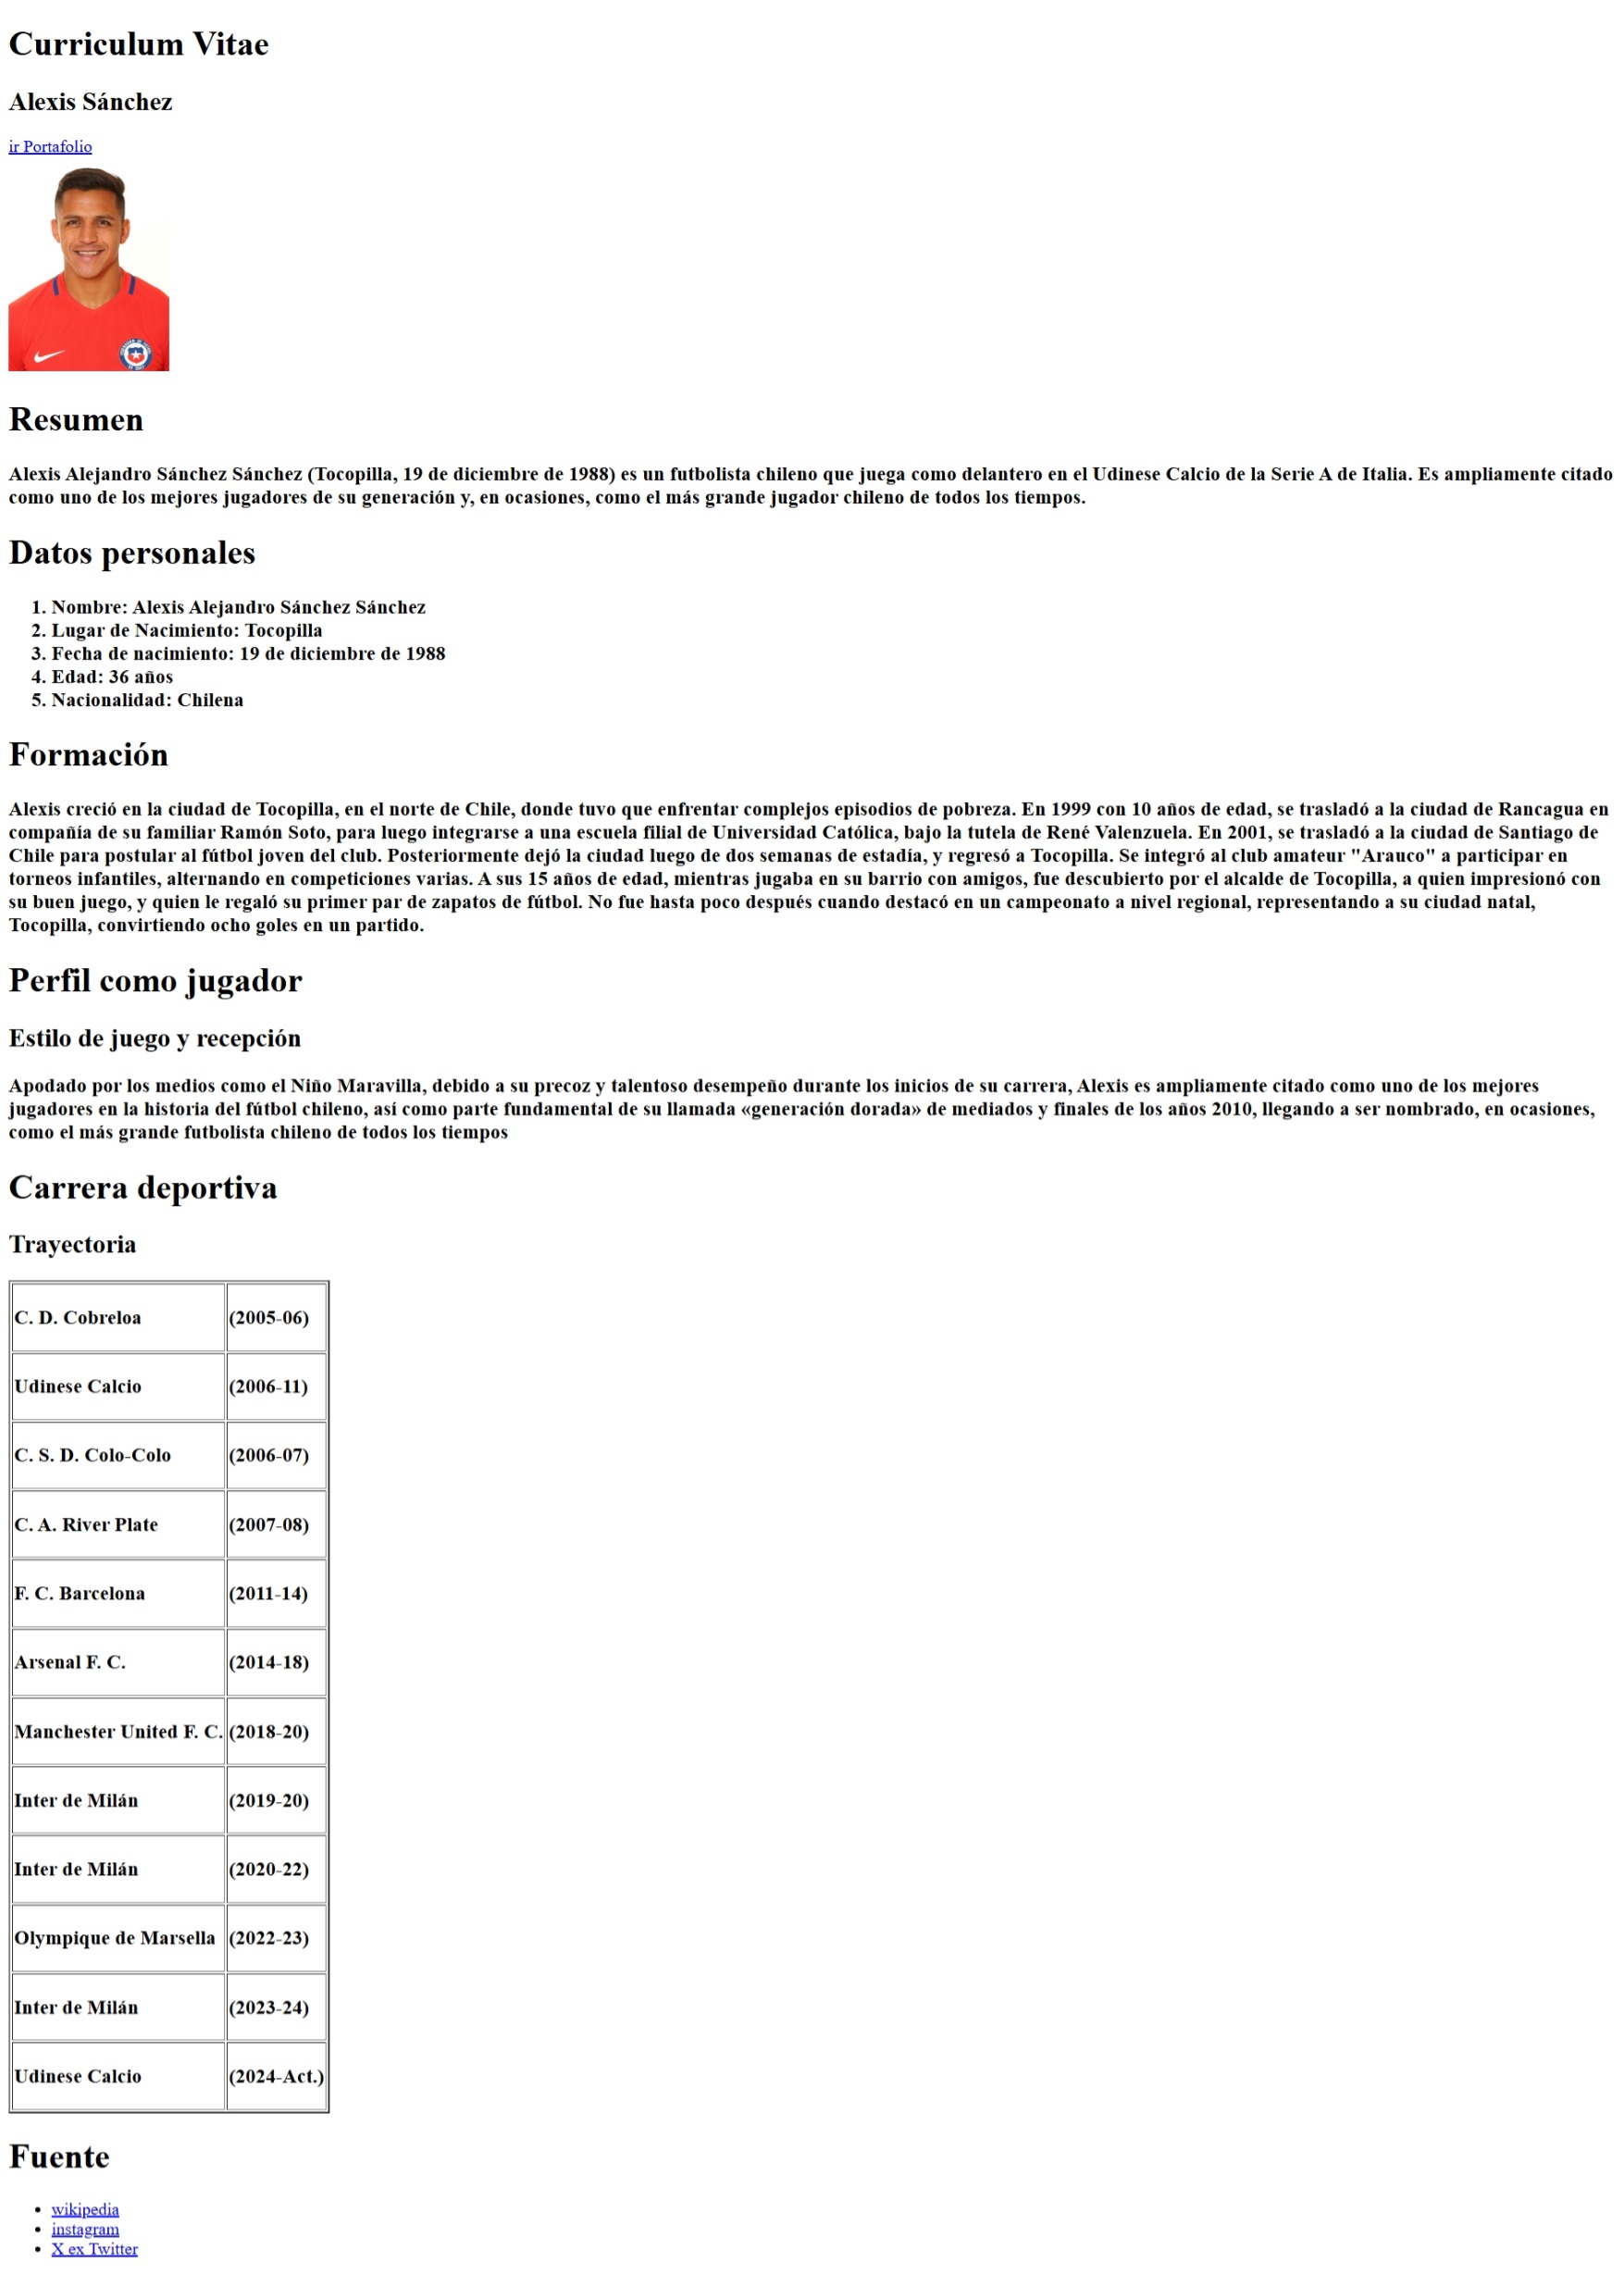 Curriculum Vitae
Alexis Sánchez
ir Portafolio
Resumen
Alexis Alejandro Sánchez Sánchez (Tocopilla, 19 de diciembre de 1988) es un futbolista chileno que juega como delantero en el Udinese Calcio de la Serie A de Italia. Es ampliamente citado
como uno de los mejores jugadores de su generación y, en ocasiones, como el más grande jugador chileno de todos los tiempos.
Datos personales
1. Nombre: Alexis Alejandro Sánchez Sánchez
2. Lugar de Nacimiento: Tocopilla
3. Fecha de nacimiento: 19 de diciembre de 1988
4. Edad: 36 años
5. Nacionalidad: Chilena
Formación
Alexis creció en la ciudad de Tocopilla, en el norte de Chile, donde tuvo que enfrentar complejos episodios de pobreza. En 1999 con 10 años de edad, se trasladó a la ciudad de Rancagua en
compañía de su familiar Ramón Soto, para luego integrarse a una escuela filial de Universidad Católica, bajo la tutela de René Valenzuela. En 2001, se trasladó a la ciudad de Santiago de
Chile para postular al fútbol joven del club. Posteriormente dejó la ciudad luego de dos semanas de estadía, y regresó a Tocopilla. Se integró al club amateur "Arauco" a participar en
torneos infantiles, alternando en competiciones varias. A sus 15 años de edad, mientras jugaba en su barrio con amigos, fue descubierto por el alcalde de Tocopilla, a quien impresionó con
su buen juego, y quien le regaló su primer par de zapatos de fútbol. No fue hasta poco después cuando destacó en un campeonato a nivel regional, representando a su ciudad natal,
Tocopilla, convirtiendo ocho goles en un partido.
Perfil como jugador
Estilo de juego y recepción
Apodado por los medios como el Niño Maravilla, debido a su precoz y talentoso desempeño durante los inicios de su carrera, Alexis es ampliamente citado como uno de los mejores
jugadores en la historia del fútbol chileno, así como parte fundamental de su llamada «generación dorada» de mediados y finales de los años 2010, llegando a ser nombrado, en ocasiones,
como el más grande futbolista chileno de todos los tiempos
Carrera deportiva
Trayectoria
C. D. Cobreloa (2005-06)
Udinese Calcio (2006-11)
C. S. D. Colo-Colo (2006-07)
C. A. River Plate (2007-08)
F. C. Barcelona (2011-14)
Arsenal F. C. (2014-18)
Manchester United F. C. (2018-20)
Inter de Milán (2019-20)
Inter de Milán (2020-22)
Olympique de Marsella (2022-23)
Inter de Milán (2023-24)
Udinese Calcio (2024-Act.)
Fuente
wikipedia
instagram
X ex Twitter